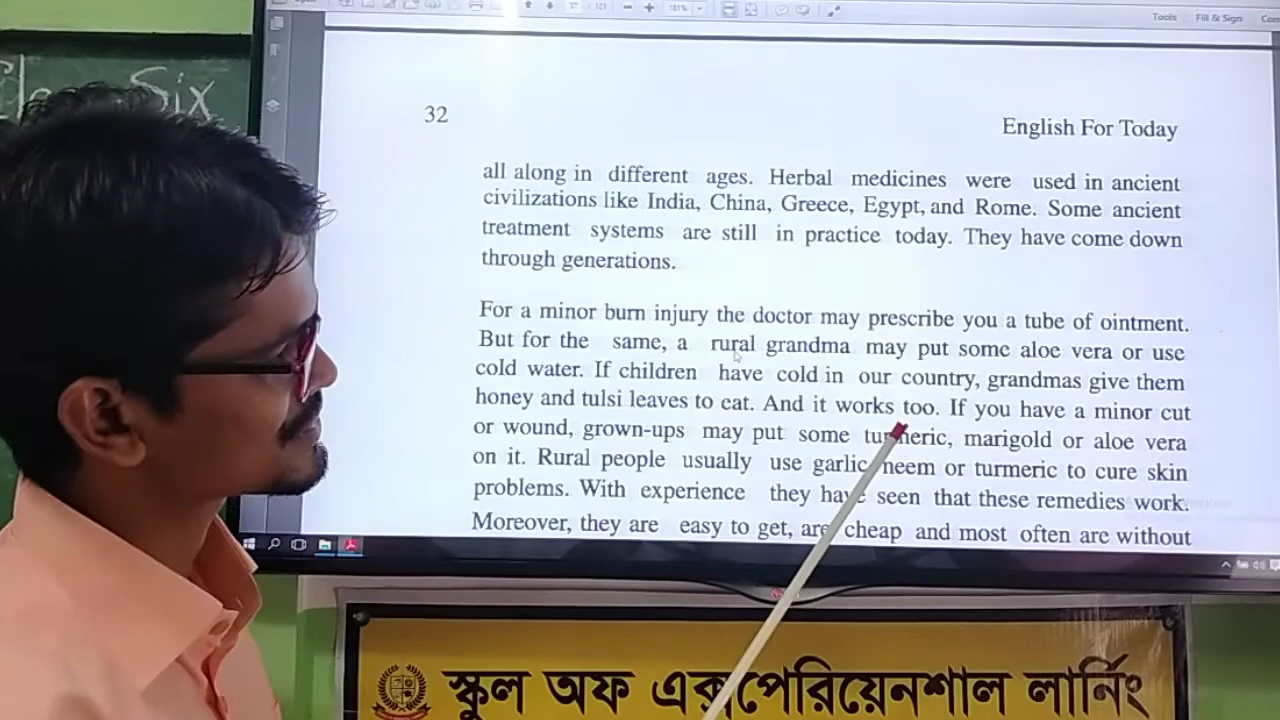 Six
Tools Fill & Sign
32
English For Today
all along in different ages. Herbal medicines were used in ancient
civilizations like India, China, Greece, Egypt, and Rome. Some ancient
treatment systems are still in practice today. They have come down
through generations.
For a minor burn injury the doctor may prescribe you a tube of ointment.
But for the same, a rural grandma may put some aloe vera or use
cold water. If children have cold in our country, grandmas give them
honey and tulsi leaves to eat. And it works too. If you have a minor cut
or wound, grown-ups may put some turmeric, marigold or aloe vera
on it. Rural people usually use garlic neem or turmeric to cure skin
problems. With experience they have seen that these remedies work.
Moreover, they are easy to get, are cheap and most often are without
স্কুল অফ এক্সপেরিয়েনশাল লার্নিং